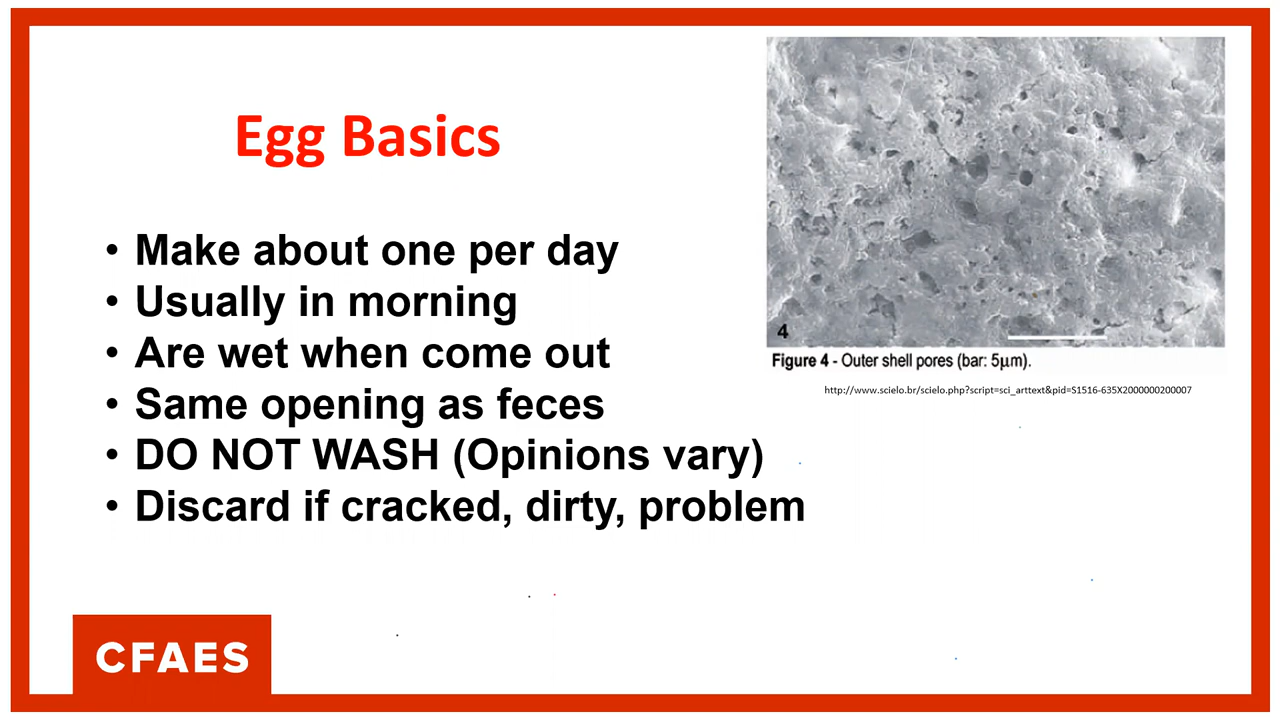 Egg Basics
• Make about one per day
• Usually in morning
• Are wet when come out
• Same opening as feces
• DO NOT WASH (Opinions vary)
• Discard if cracked, dirty, problem
4
Figure 4 - Outer shell pores (bar: 5μm).
http://www.scielo.br/scielo.php?script=sci_arttext&pid=S1516-635X2000000200007
CFAES